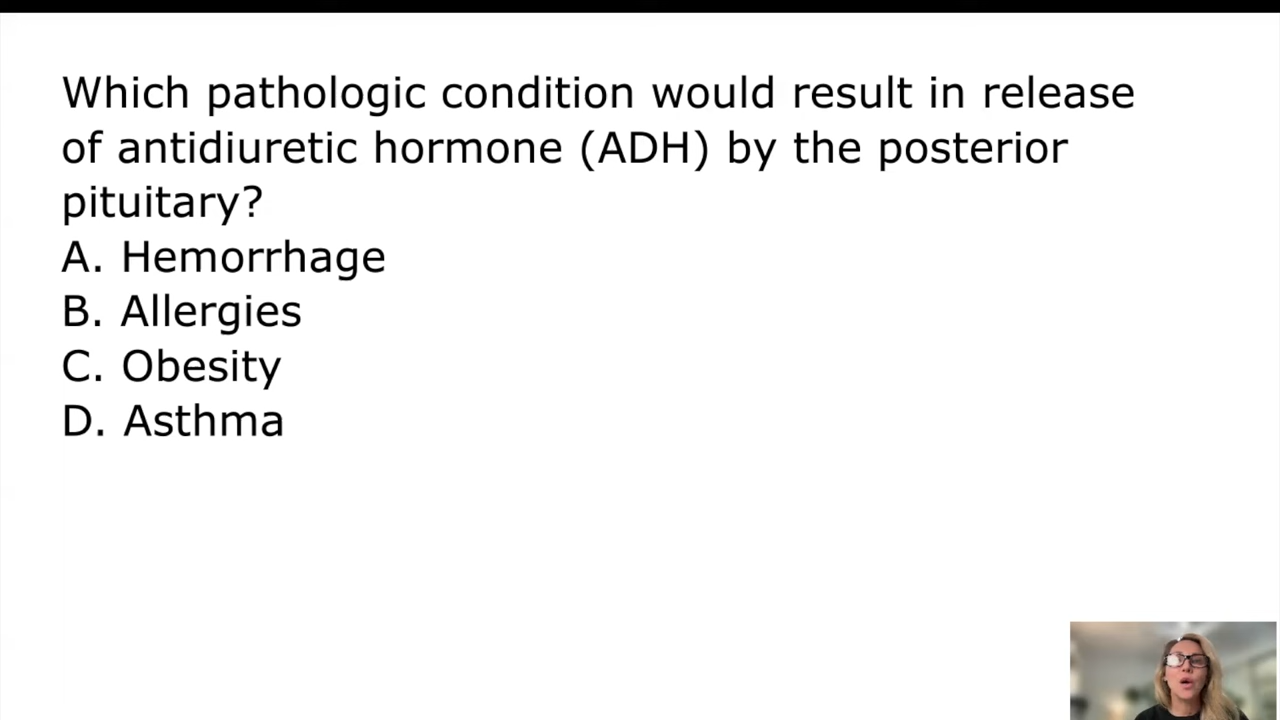 Which pathologic condition would result in release
of antidiuretic hormone (ADH) by the posterior
pituitary?
A. Hemorrhage
B. Allergies
C. Obesity
D. Asthma